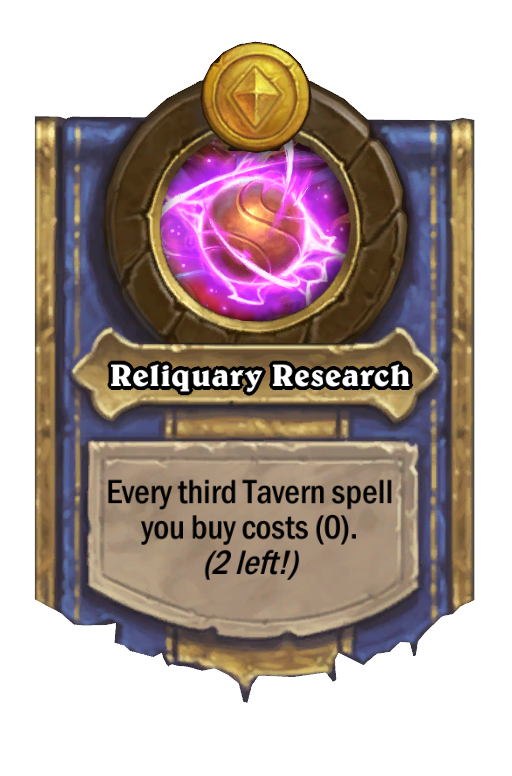 Reliquary Research
Every third Tavern spell
you buy costs (0).
(2 left!)